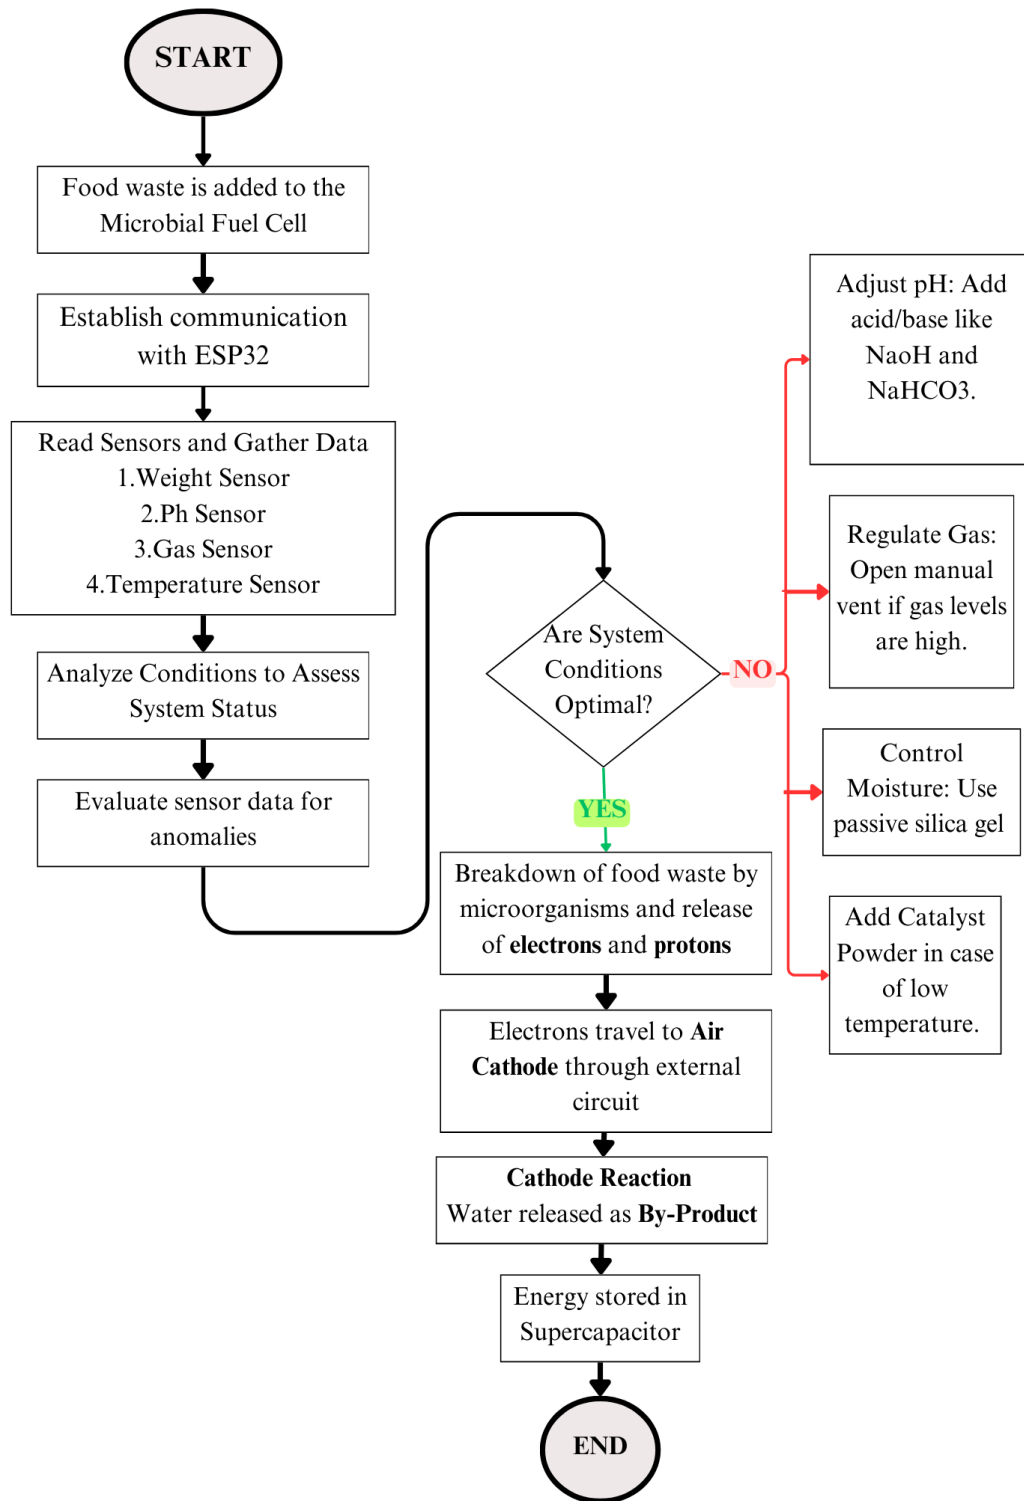 START
Food waste is added to the
Microbial Fuel Cell
Establish communication
with ESP32
Read Sensors and Gather Data
1.Weight Sensor
2.Ph Sensor
3.Gas Sensor
4.Temperature Sensor
Analyze Conditions to Assess
System Status
Evaluate sensor data for
anomalies
Are System
Conditions
Optimal?
NO
Adjust pH: Add
acid/base like
NaoH and
NaHCO3.
Regulate Gas:
Open manual
vent if gas levels
are high.
Control
Moisture: Use
passive silica gel
Add Catalyst
Powder in case
of low
temperature.
YES
Breakdown of food waste by
microorganisms and release
of electrons and protons
Electrons travel to Air
Cathode through external
circuit
Cathode Reaction
Water released as By-Product
Energy stored in
Supercapacitor
END